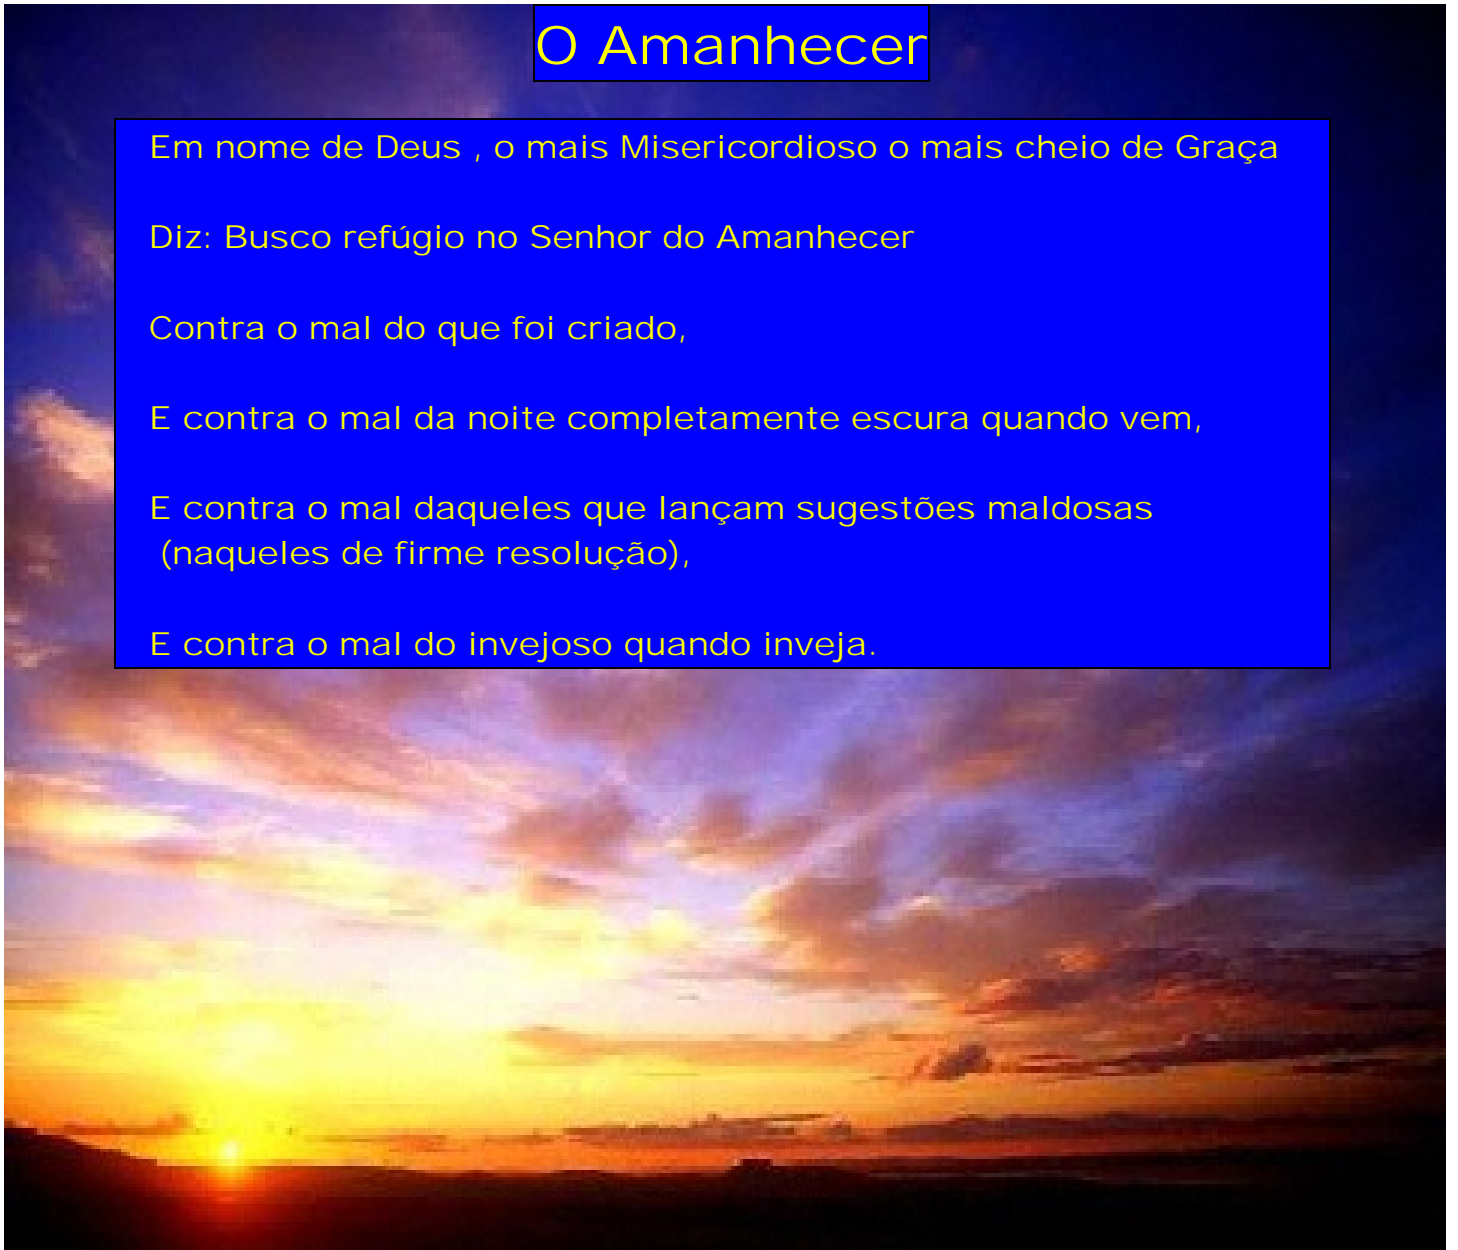 O Amanhecer
Em nome de Deus , o mais Misericordioso o mais cheio de Graça
Diz: Busco refúgio no Senhor do Amanhecer
Contra o mal do que foi criado,
E contra o mal da noite completamente escura quando vem,
E contra o mal daqueles que lançam sugestões maldosas
(naqueles de firme resolução),
E contra o mal do invejoso quando inveja.